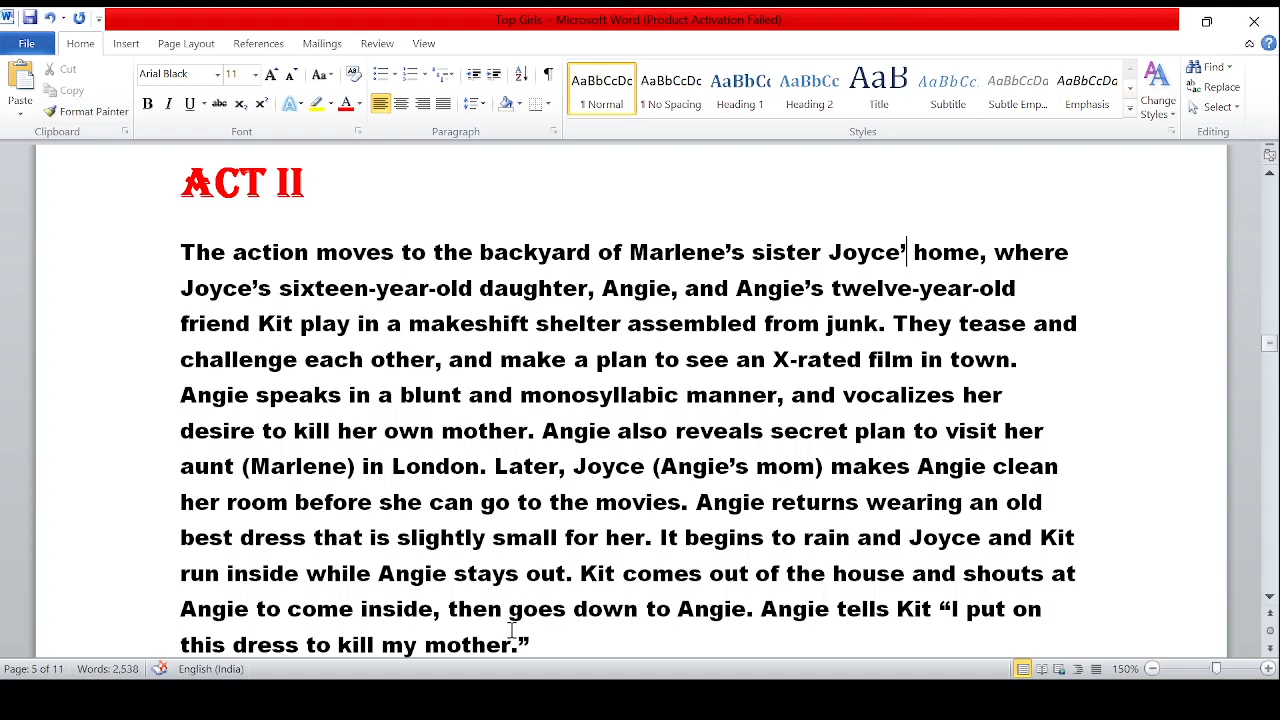 Top Girls - Microsoft Word (Product Activation Failed)
File Home Insert Page Layout References Mailings Review View
Paste
Cut
Copy
Format Painter
Clipboard
Arial Black 11
Font
Paragraph
AaBbCcDc AaBbCcDc AaBbCc AaBbCc AaB AaBbCc. AaBbCcDc AaBbCcDc
¶ Normal ¶ No Spacing Heading 1 Heading 2 Title Subtitle Subtle Em... Emphasis
Change Styles
Styles
Find
Replace
Select
Editing
ACT II
The action moves to the backyard of Marlene’s sister Joyce’ home, where
Joyce’s sixteen-year-old daughter, Angie, and Angie’s twelve-year-old
friend Kit play in a makeshift shelter assembled from junk. They tease and
challenge each other, and make a plan to see an X-rated film in town.
Angie speaks in a blunt and monosyllabic manner, and vocalizes her
desire to kill her own mother. Angie also reveals secret plan to visit her
aunt (Marlene) in London. Later, Joyce (Angie’s mom) makes Angie clean
her room before she can go to the movies. Angie returns wearing an old
best dress that is slightly small for her. It begins to rain and Joyce and Kit
run inside while Angie stays out. Kit comes out of the house and shouts at
Angie to come inside, then goes down to Angie. Angie tells Kit “I put on
this dress to kill my mother.”
Page: 5 of 11 Words: 2,538 English (India) 150%